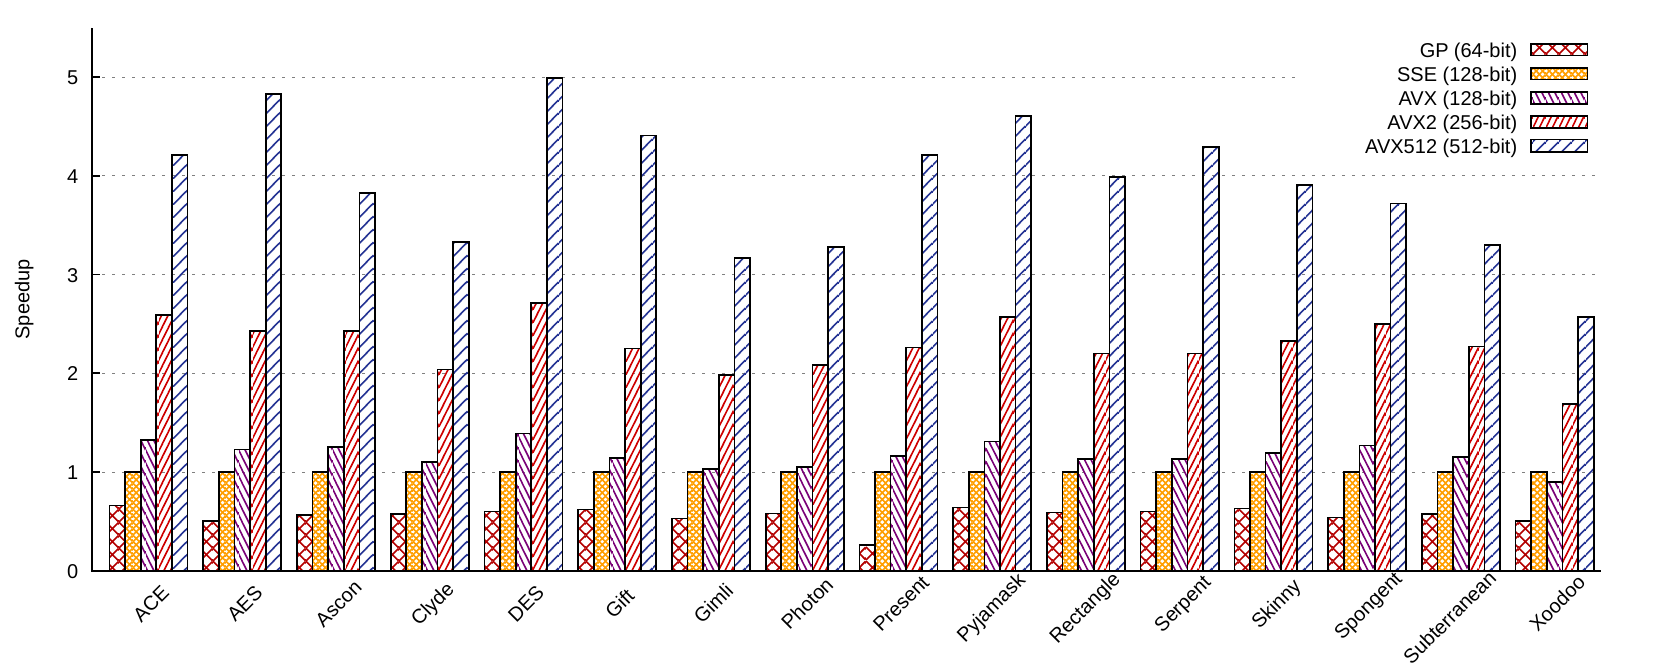 GP (64-bit)
SSE (128-bit)
AVX (128-bit)
AVX2 (256-bit)
AVX512 (512-bit)
Speedup
5
4
3
2
1
0
ACE
AES
Ascon
Clyde
DES
Gift
Gimli
Photon
Present
Pyjamask
Rectangle
Serpent
Skinny
Spongent
Subterranean
Xoodoo